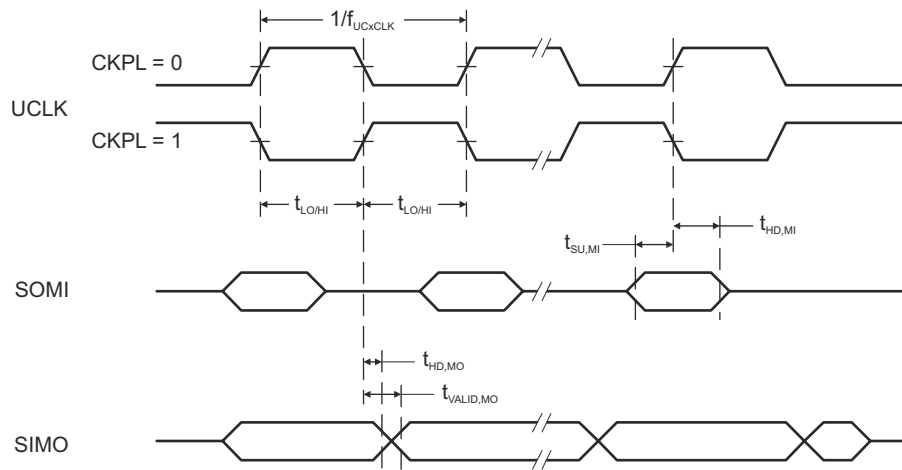 1/fUCxCLK
CKPL = 0
UCLK
CKPL = 1
tLO/HI tLO/HI
tSU,MI tHD,MI
SOMI
tHD,MO
tVALID,MO
SIMO